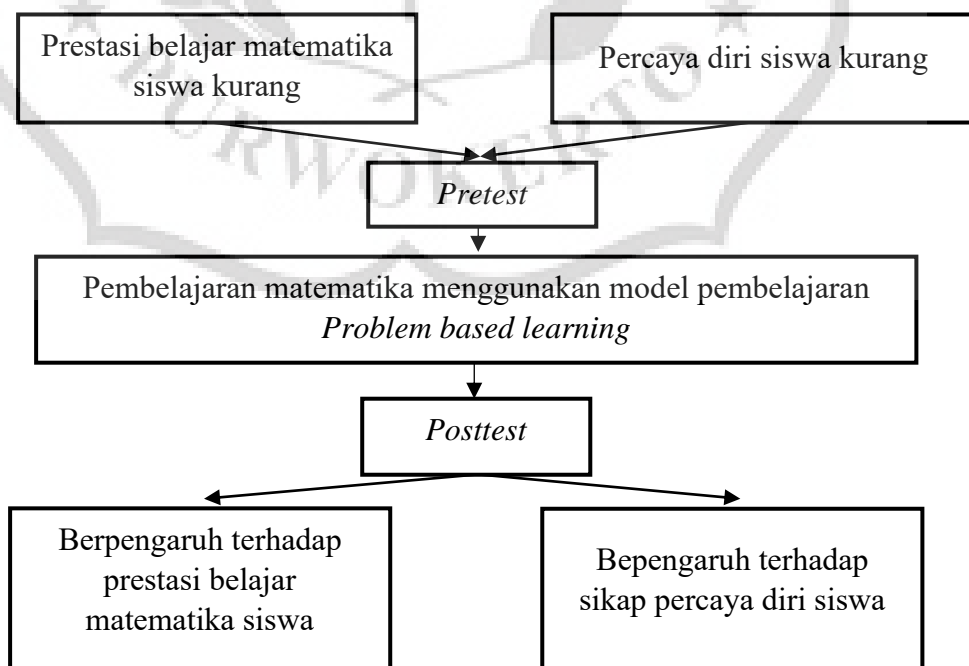 Prestasi belajar matematika
siswa kurang
Percaya diri siswa kurang
PURWOKERTO
Pretest
Pembelajaran matematika menggunakan model pembelajaran
Problem based learning
Posttest
Berpengaruh terhadap
prestasi belajar
matematika siswa
Bepengaruh terhadap
sikap percaya diri siswa